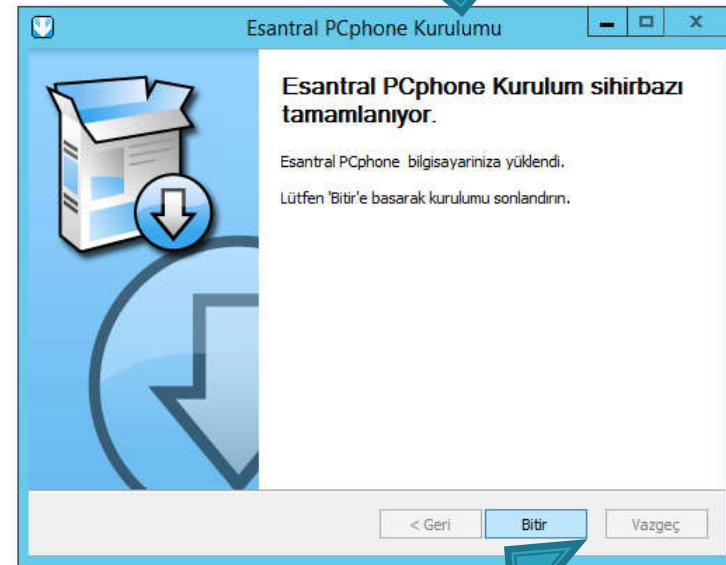 Esantral PCphone Kurulumu
Esantral PCphone Kurulum sihirbazı
tamamlanıyor.
Esantral PCphone bilgisayariniza yüklendi.
Lütfen 'Bitir'e basarak kurulumu sonlandırın.
< Geri
Bitir
Vazgeç